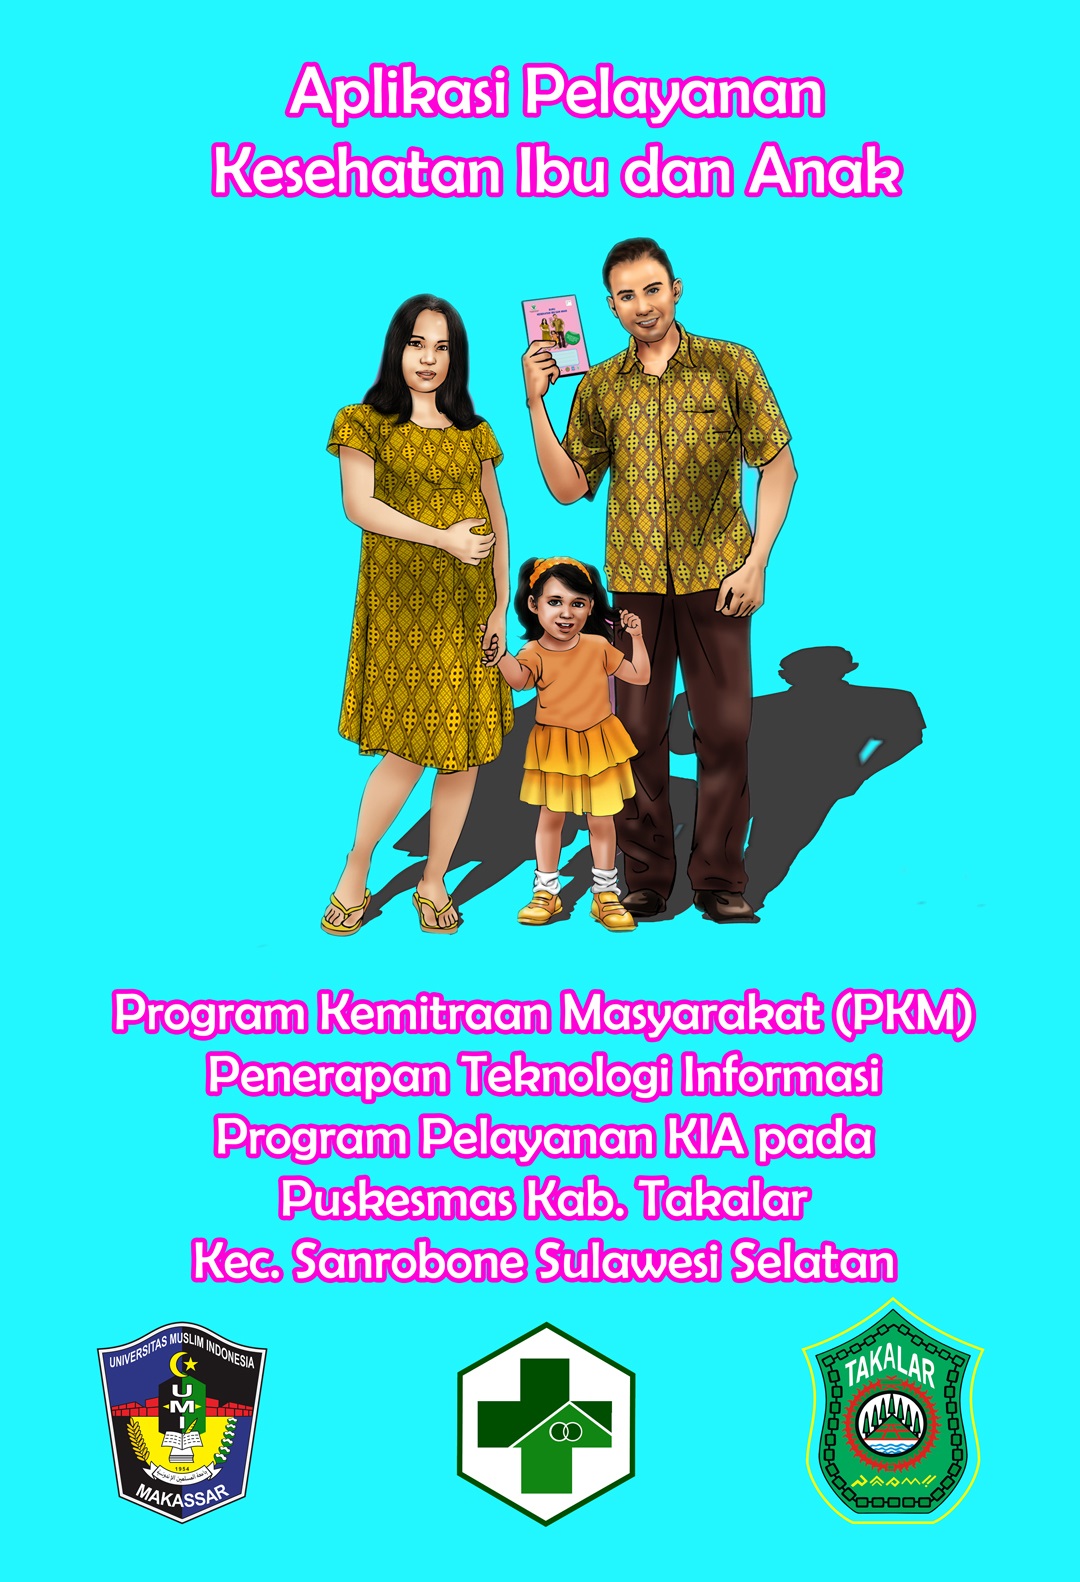 Aplikasi Pelayanan
Kesehatan Ibu dan Anak
Program Kemitraan Masyarakat (PKM)
Penerapan Teknologi Informasi
Program Pelayanan KIA pada
Puskesmas Kab. Takalar
Kec. Sanrobone Sulawesi Selatan
UNIVERSITAS MUSLIM INDONESIA
UMI
1954
MAKASSAR
TAKALAR